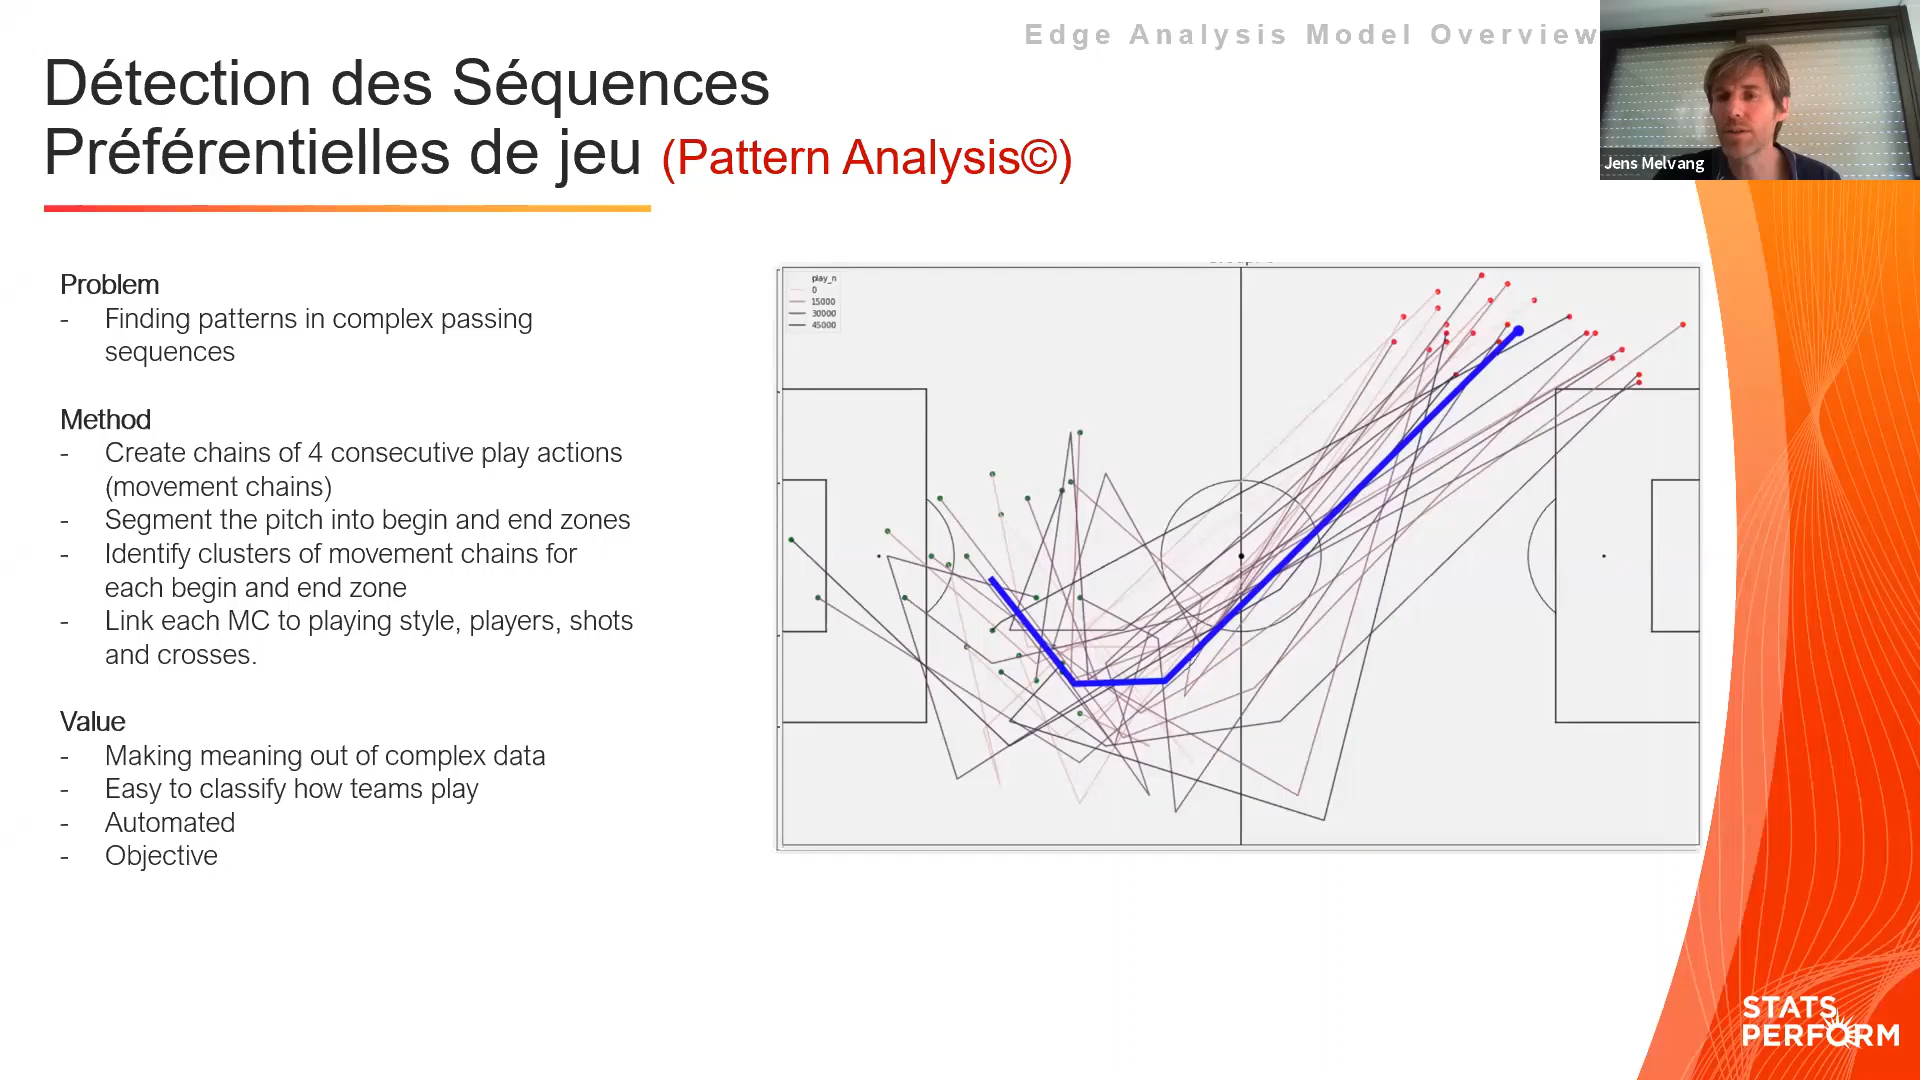 Edge Analysis Model Overview
Détection des Séquences
Préférentielles de jeu (Pattern Analysis©)
Jens Melvang
Problem
- Finding patterns in complex passing
sequences
Method
- Create chains of 4 consecutive play actions
(movement chains)
- Segment the pitch into begin and end zones
- Identify clusters of movement chains for
each begin and end zone
- Link each MC to playing style, players, shots
and crosses.
Value
- Making meaning out of complex data
- Easy to classify how teams play
- Automated
- Objective
play_n
0
15000
30000
45000
STATS
PERFORM